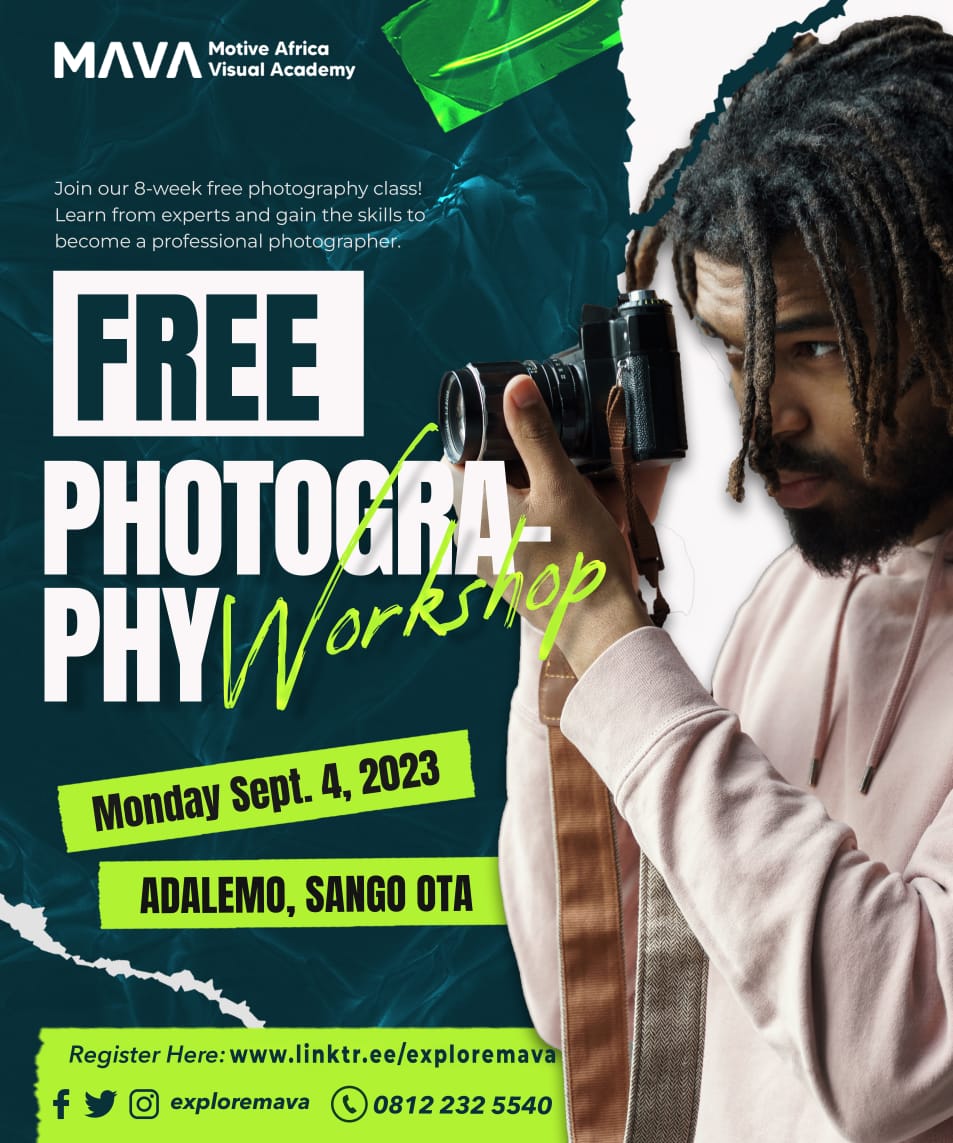 MAVA Motive Africa
Visual Academy
Join our 8-week free photography class!
Learn from experts and gain the skills to
become a professional photographer.
FREE
PHOTOGRA-
PHY Workshop
Monday Sept. 4, 2023
ADALEMO, SANGO OTA
Register Here: www.linktr.ee/exploremava
exploremava 0812 232 5540